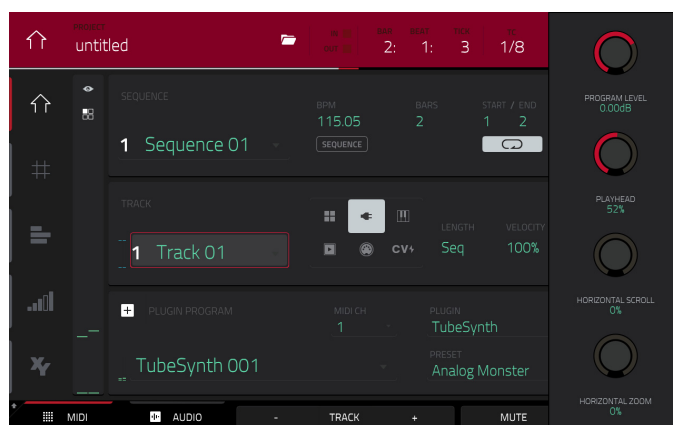 PROJECT
untitled
BAR BEAT TICK TC
2: 1: 3 1/8
SEQUENCE
1 Sequence 01
BPM BARS START / END
115.05 2 1 2
SEQUENCE
TRACK
1 Track 01
CV
LENGTH VELOCITY
Seq 100%
PLUGIN PROGRAM
TubeSynth 001
MIDI CH
1
PLUGIN
TubeSynth
PRESET
Analog Monster
XY
MIDI AUDIO - TRACK + MUTE
PROGRAM LEVEL
0.00dB
PLAYHEAD
52%
HORIZONTAL SCROLL
0%
HORIZONTAL ZOOM
0%